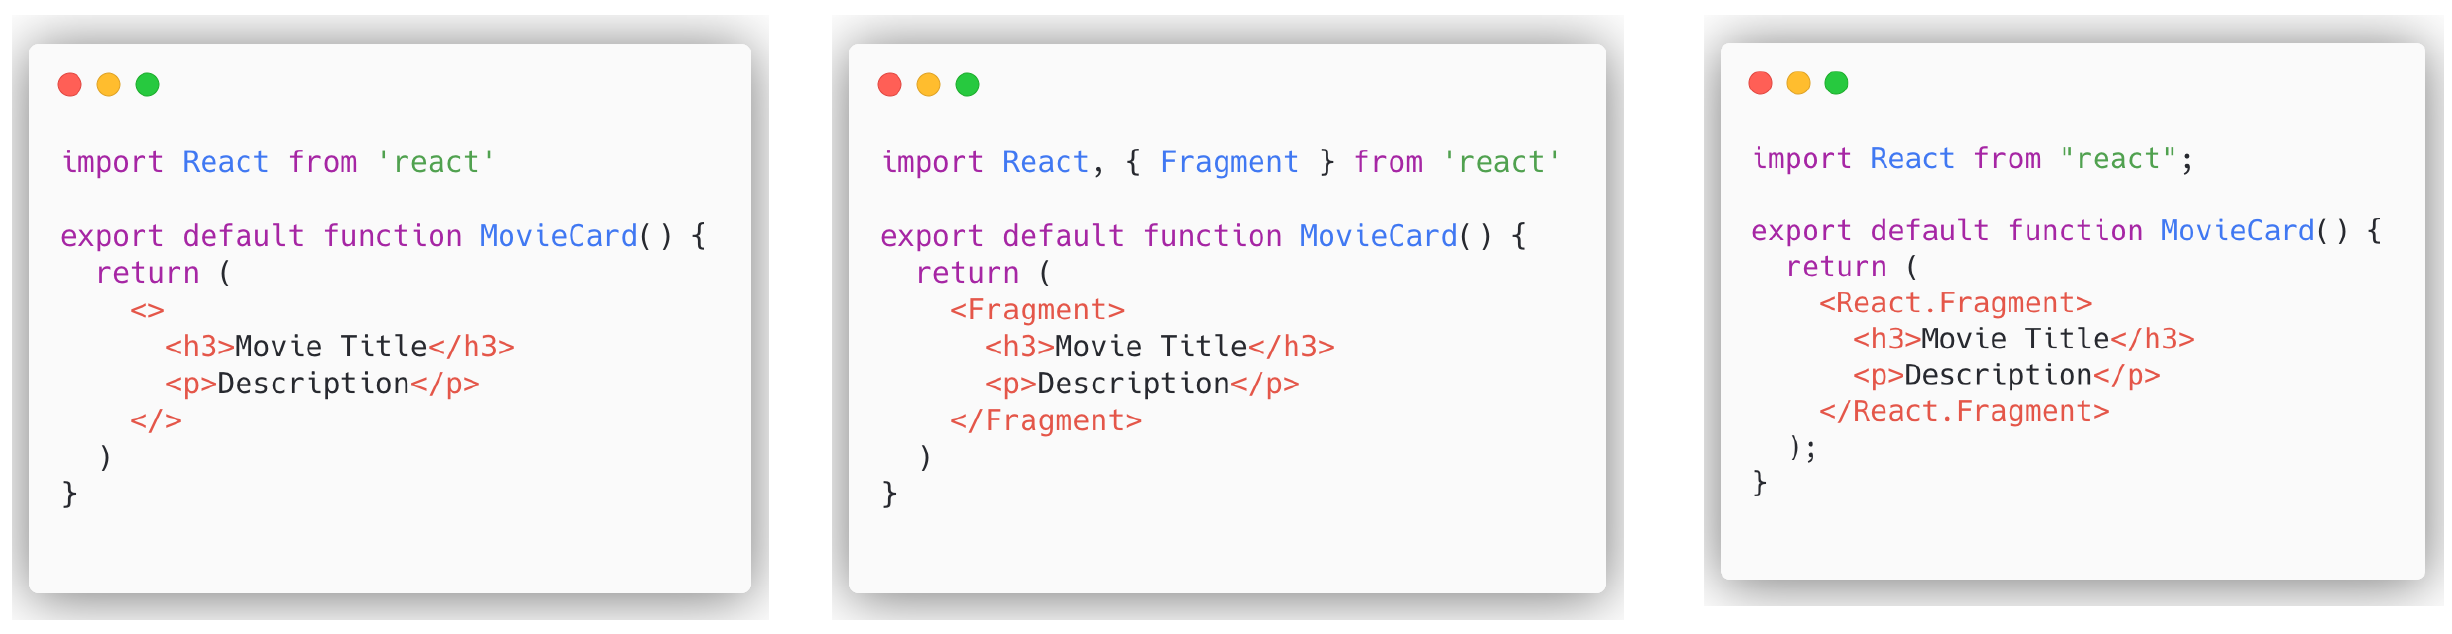 import React from 'react'
export default function MovieCard() {
  return (
    <>
      <h3>Movie Title</h3>
      <p>Description</p>
    </>
  )
}
import React, { Fragment } from 'react'
export default function MovieCard() {
  return (
    <Fragment>
      <h3>Movie Title</h3>
      <p>Description</p>
    </Fragment>
  )
}
import React from "react";
export default function MovieCard() {
  return (
    <React.Fragment>
      <h3>Movie Title</h3>
      <p>Description</p>
    </React.Fragment>
  );
}